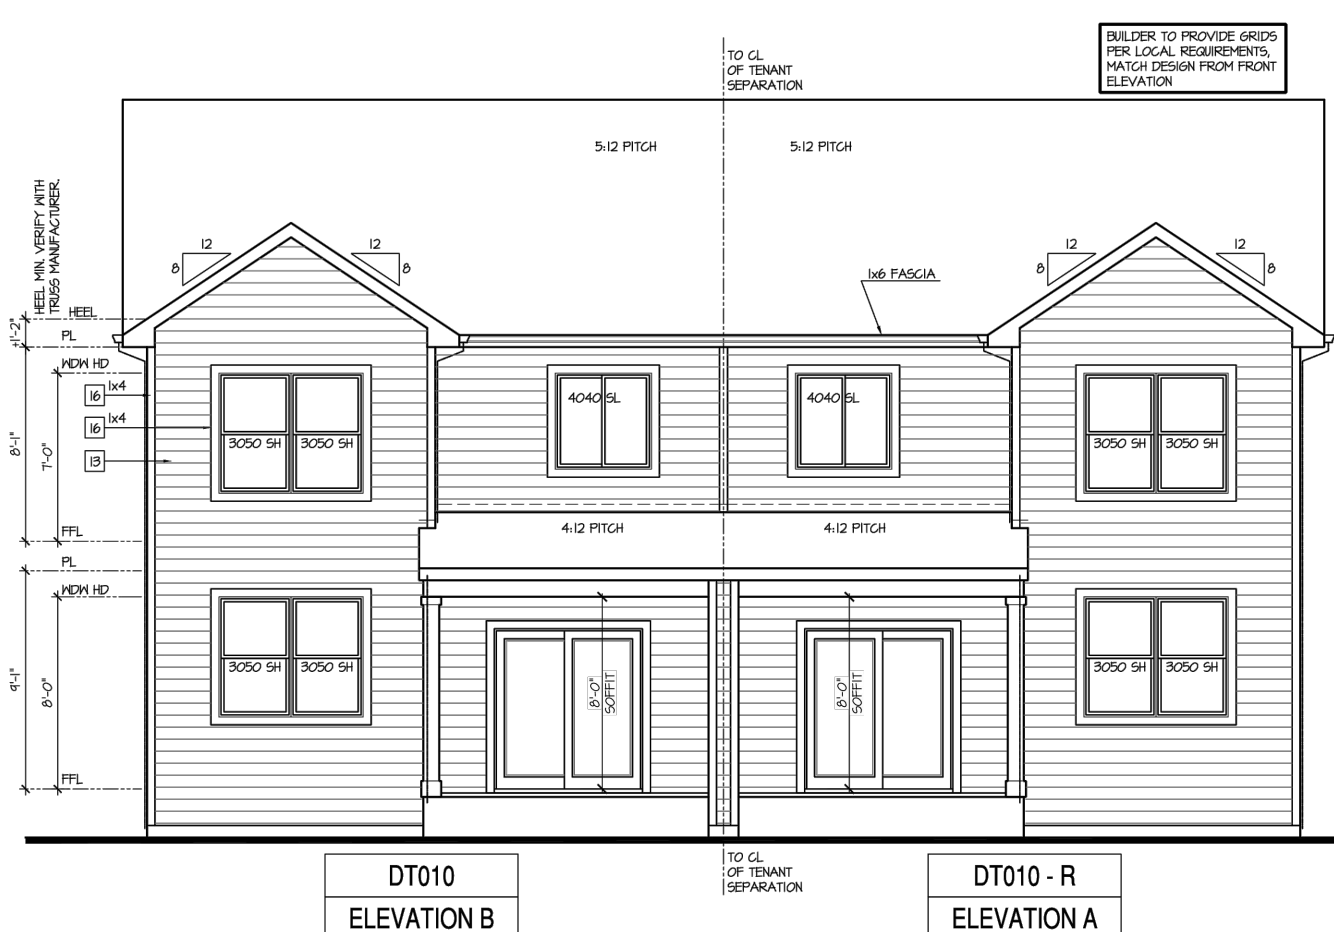 BUILDER TO PROVIDE GRIDS
PER LOCAL REQUIREMENTS,
MATCH DESIGN FROM FRONT
ELEVATION
TO CL
OF TENANT
SEPARATION
5:12 PITCH
5:12 PITCH
HEEL MIN. VERIFY WITH
TRUSS MANUFACTURER.
12
8
12
8
12
8
12
8
1x6 FASCIA
HEEL
±1'-2"
PL
WDW HD
16
1x4
16
1x4
13
8'-1"
7'-0"
3050 SH
3050 SH
4040 SL
4040 SL
3050 SH
3050 SH
FFL
4:12 PITCH
4:12 PITCH
PL
WDW HD
9'-1"
8'-0"
3050 SH
3050 SH
8'-0"
SOFFIT
8'-0"
SOFFIT
3050 SH
3050 SH
FFL
TO CL
OF TENANT
SEPARATION
DT010
ELEVATION B
DT010 - R
ELEVATION A